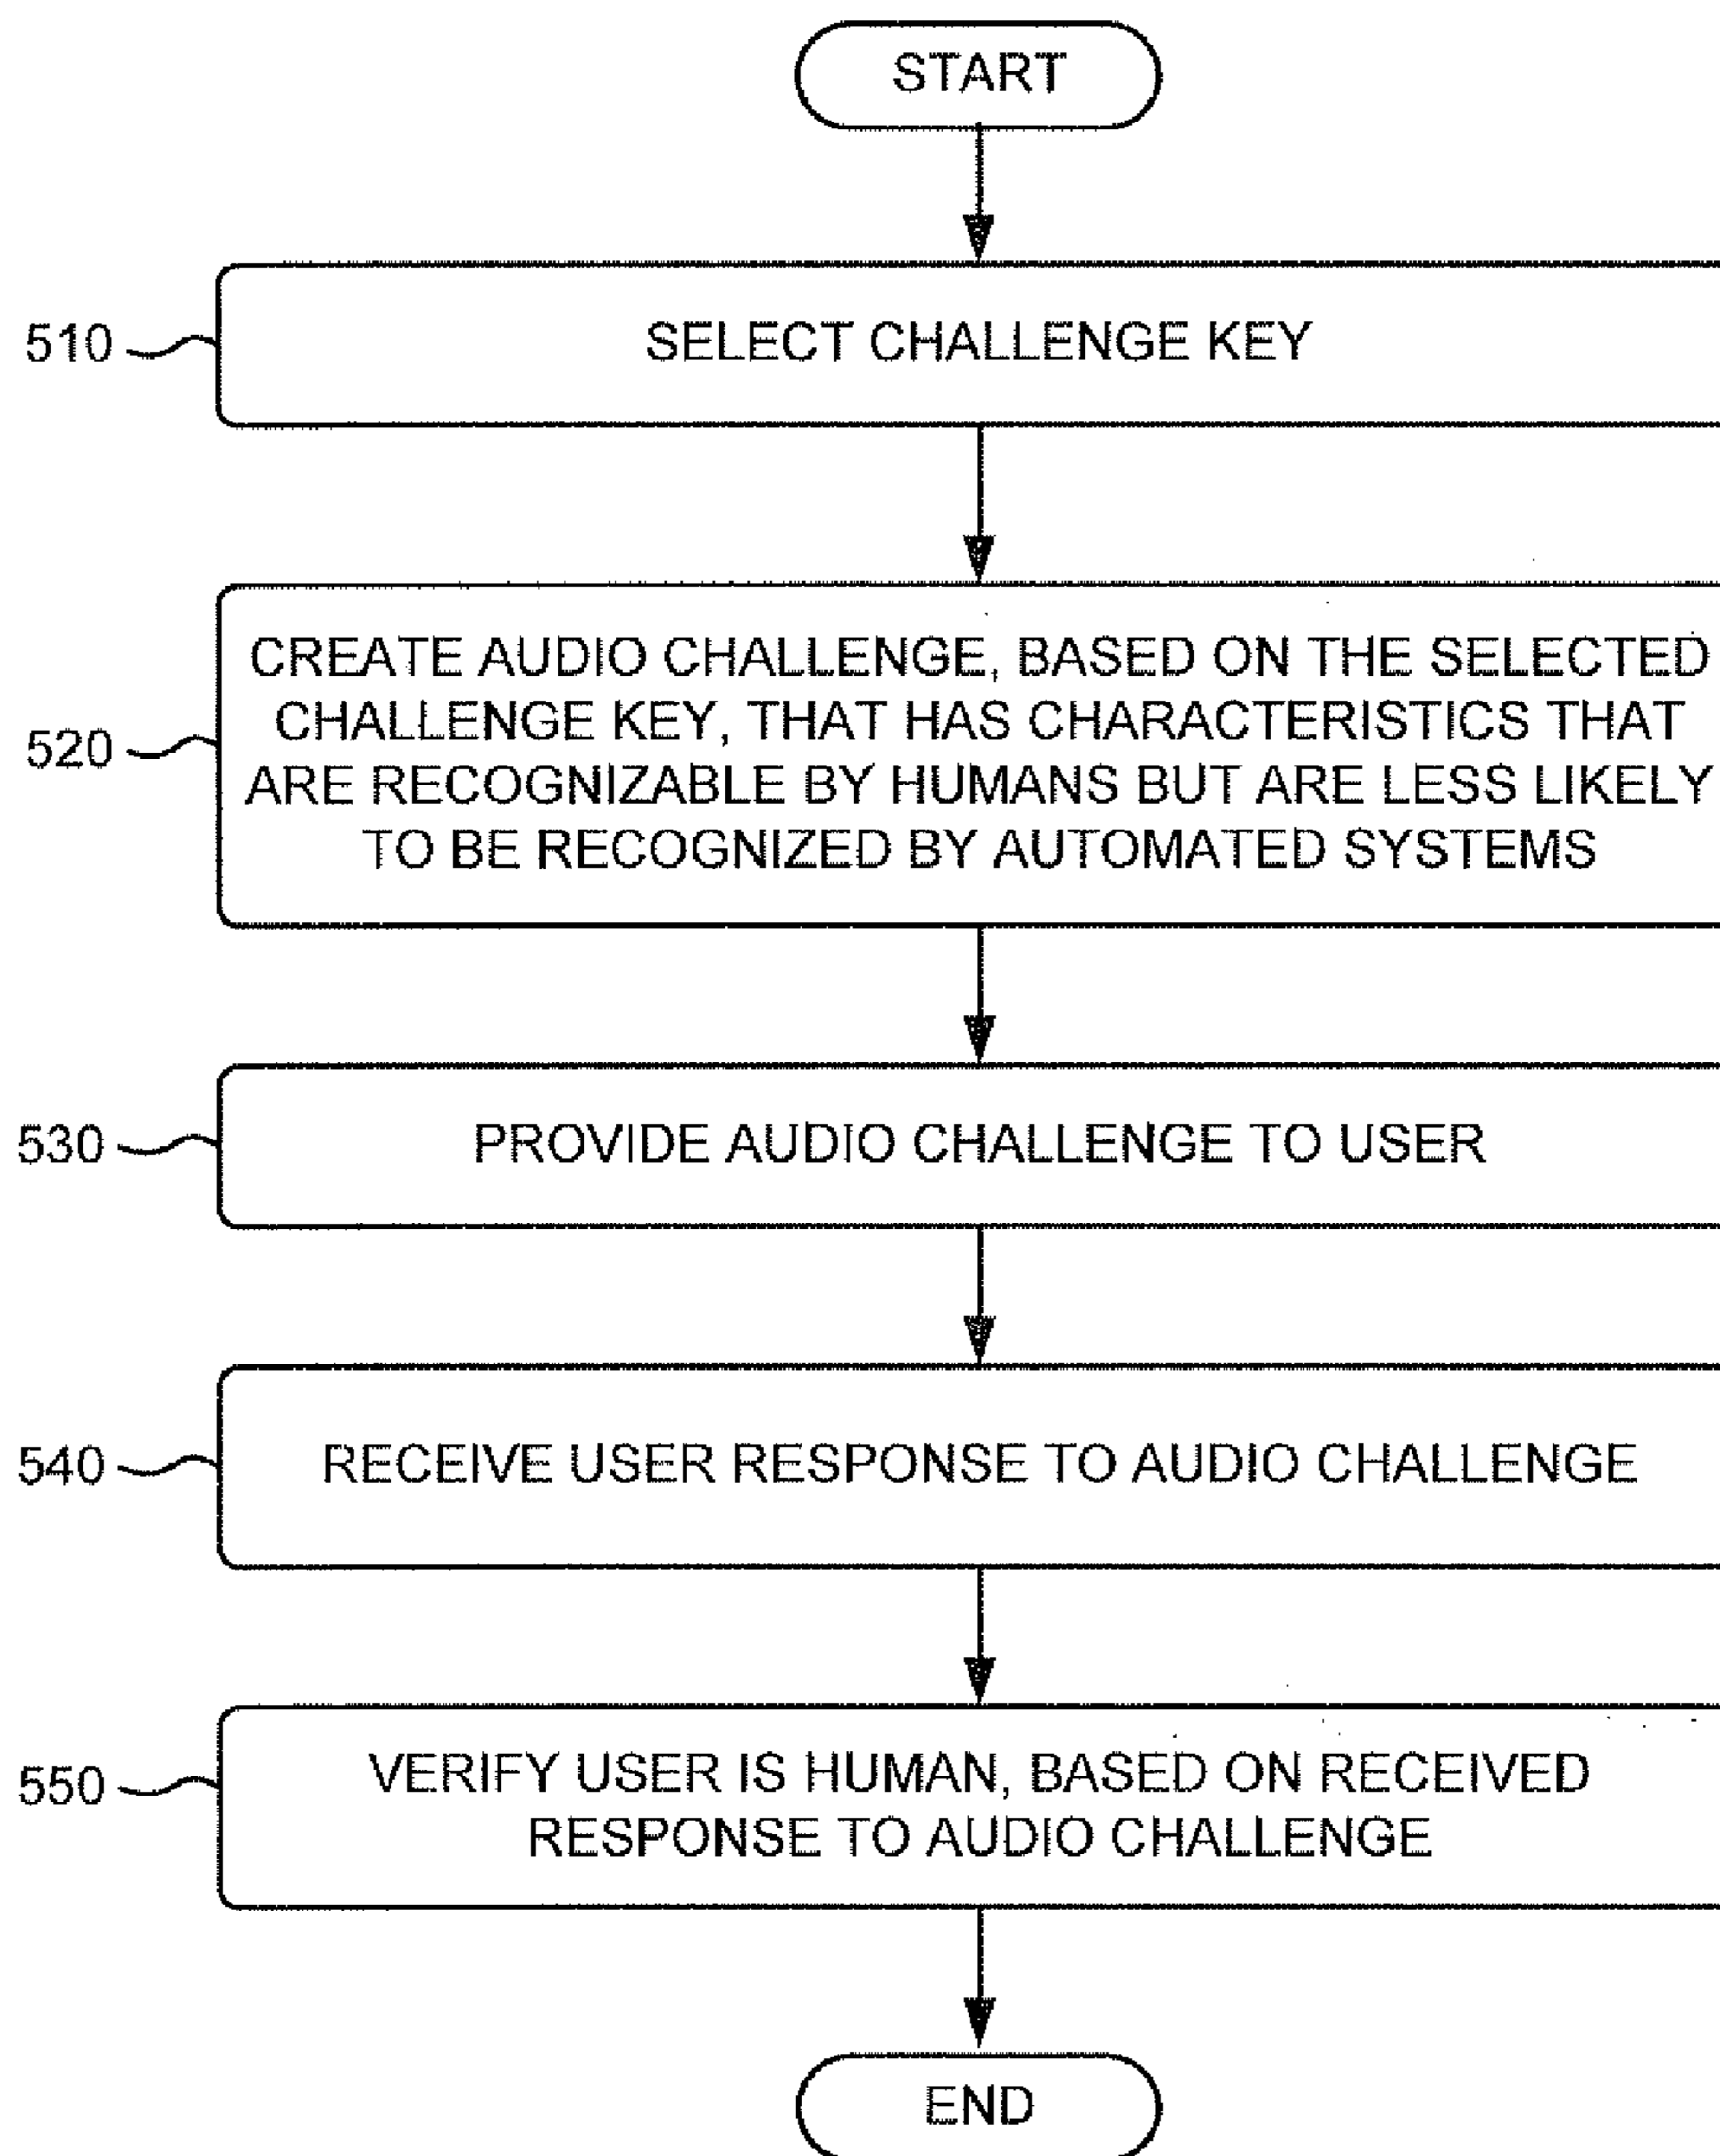 START
510
SELECT CHALLENGE KEY
520
CREATE AUDIO CHALLENGE, BASED ON THE SELECTED
CHALLENGE KEY, THAT HAS CHARACTERISTICS THAT
ARE RECOGNIZABLE BY HUMANS BUT ARE LESS LIKELY
TO BE RECOGNIZED BY AUTOMATED SYSTEMS
530
PROVIDE AUDIO CHALLENGE TO USER
540
RECEIVE USER RESPONSE TO AUDIO CHALLENGE
550
VERIFY USER IS HUMAN, BASED ON RECEIVED
RESPONSE TO AUDIO CHALLENGE
END